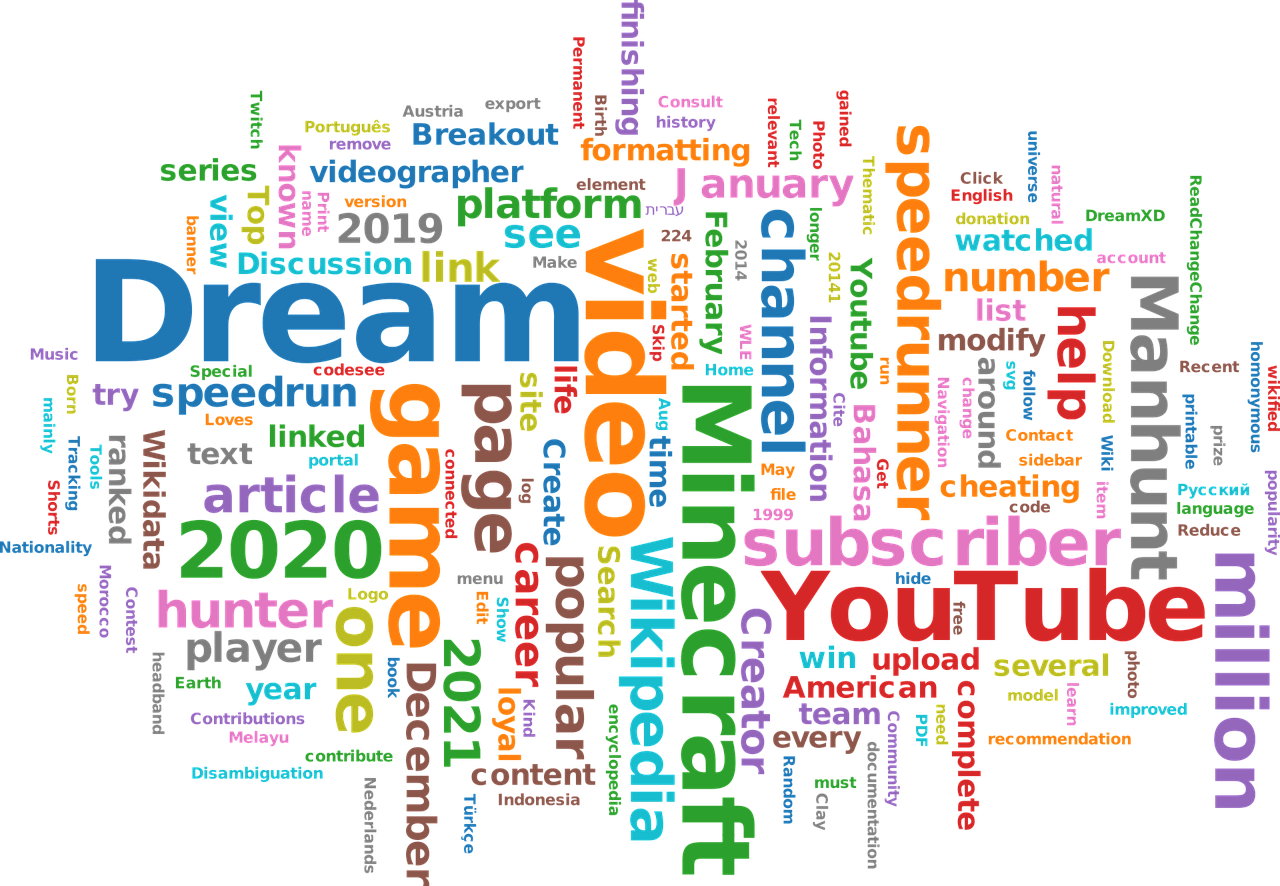 finishing
Permanent
Birth
Twitch
Austria
export
Consult
history
relevant
Tech
Photo
gained
Português
remove
Breakout
formatting
speedrunner
universe
series
known
videographer
element
January
Thematic
Click
English
natural
ReadChangeChange
view
Top
name
Print
version
2019
platform
עברית
see
224
February
2014
channel
longer
20141
donation
DreamXD
watched
account
banner
Discussion
link
Make
video
web
started
Youtube
number
Manhunt
Dream
Skip
WLE
Information
list
help
modify
Music
Special
codesee
life
Home
run
Navigation
change
around
svg
follow
Download
Recent
homonymous
wikified
Born
try
speedrun
game
page
site
Minecraft
Cite
Bahasa
mainly
Loves
Aug
printable
Tracking
Tools
ranked
Wikidata
text
linked
portal
connected
Create
time
May
Get
Contact
sidebar
Wiki
prize
Shorts
article
log
file
cheating
item
Русский
popularity
1999
code
language
Nationality
2020
subscriber
Reduce
Morocco
Contest
speed
menu
career
popular
Search
Wikipedia
hide
YouTube
million
hunter
Logo
one
Edit
Show
Creator
free
player
headband
book
2021
win
upload
several
photo
Earth
year
December
loyal
Kind
American
complete
model
learn
improved
Contributions
Melayu
encyclopedia
team
Community
PDF
need
every
recommendation
contribute
Disambiguation
content
Random
documentation
Nederlands
Türkçe
Indonesia
must
Clay